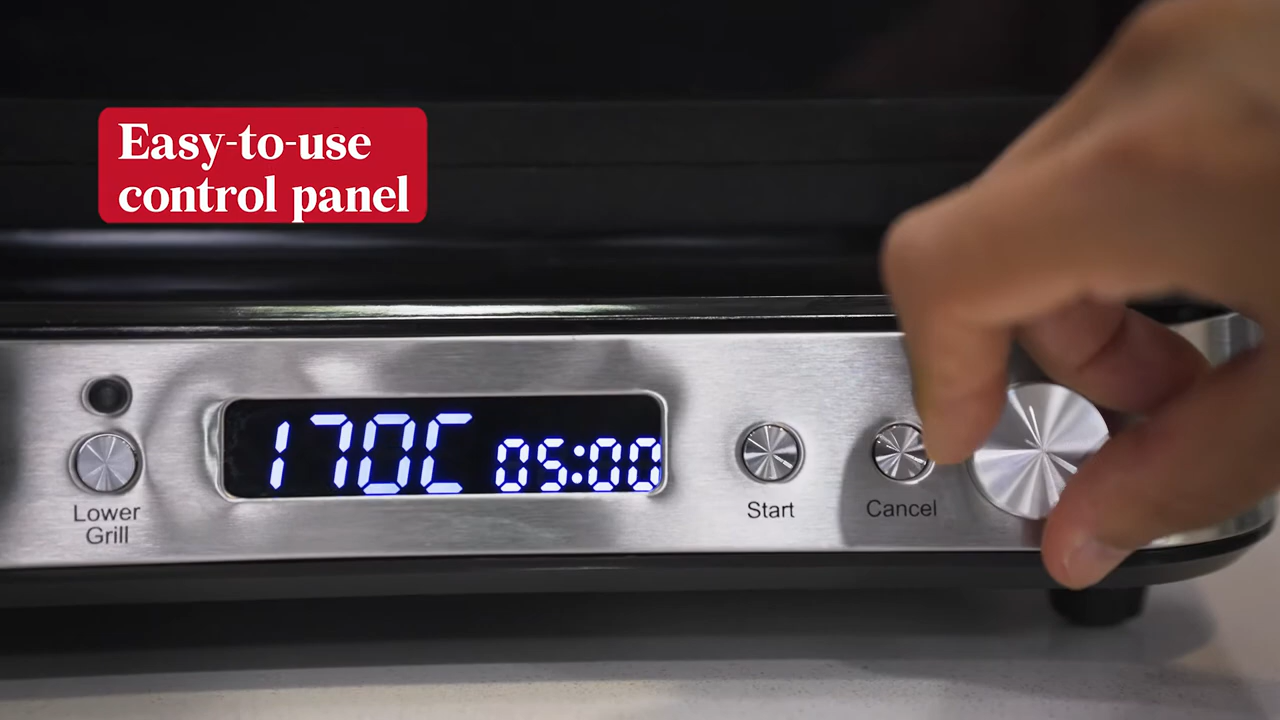 Easy-to-use
control panel
170C 05:00
Lower
Grill
Start
Cancel